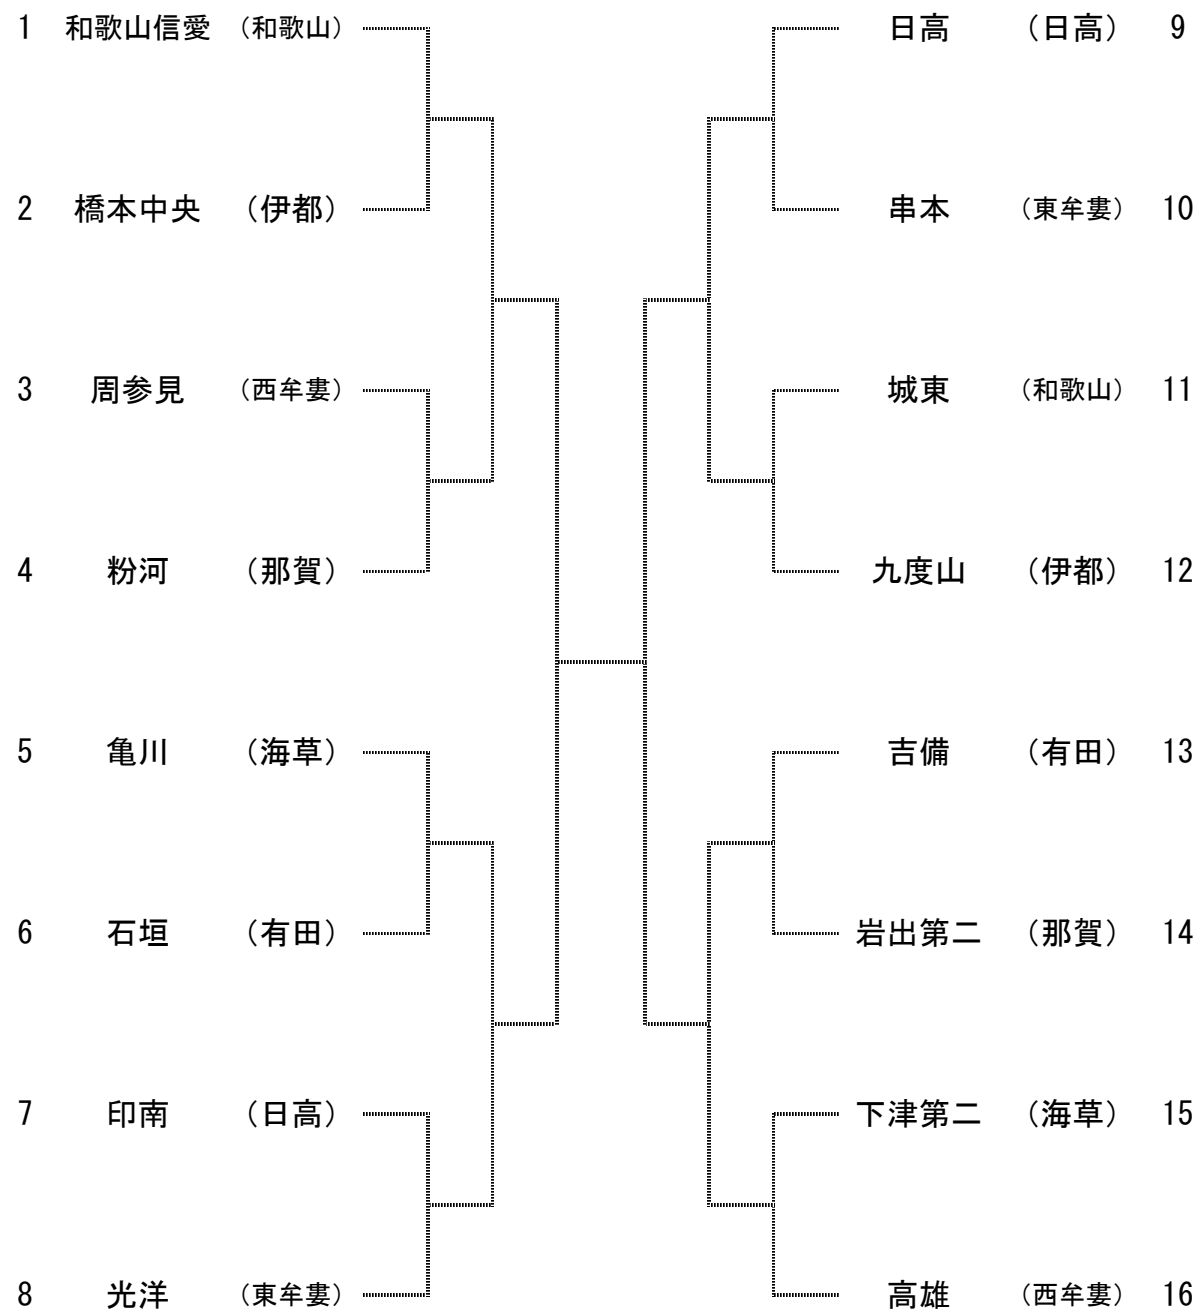 1 和歌山信愛 （和歌山） 日高 （日高） 9
2 橋本中央 （伊都） 串本 （東牟婁） 10
3 周参見 （西牟婁） 城東 （和歌山） 11
4 粉河 （那賀） 九度山 （伊都） 12
5 亀川 （海草） 吉備 （有田） 13
6 石垣 （有田） 岩出第二 （那賀） 14
7 印南 （日高） 下津第二 （海草） 15
8 光洋 （東牟婁） 高雄 （西牟婁） 16